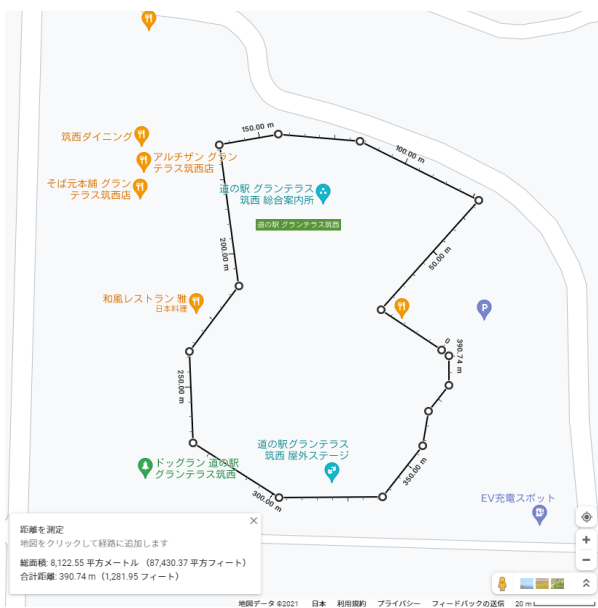 150.00 m
筑西ダイニング
アルチザン グラン
テラス筑西店
100.00 m
そば元本舗 グラン
テラス筑西店
道の駅 グランテラス
筑西 総合案内所
道の駅 グランテラス筑西
200.00 m
50.00 m
和風レストラン 雅
日本料理
P
0
390.74 m
250.00 m
道の駅グランテラス
筑西 屋外ステージ
ドッグラン 道の駅
グランテラス筑西
350.00 m
300.00 m
EV充電スポット
距離を測定
地図をクリックして経路に追加します
総面積: 8,122.55 平方メートル （87,430.37 平方フィート）
合計距離: 390.74 m（1,281.95 フィート）
地図データ ©2021 日本 利用規約 プライバシー フィードバックの送信 20 m